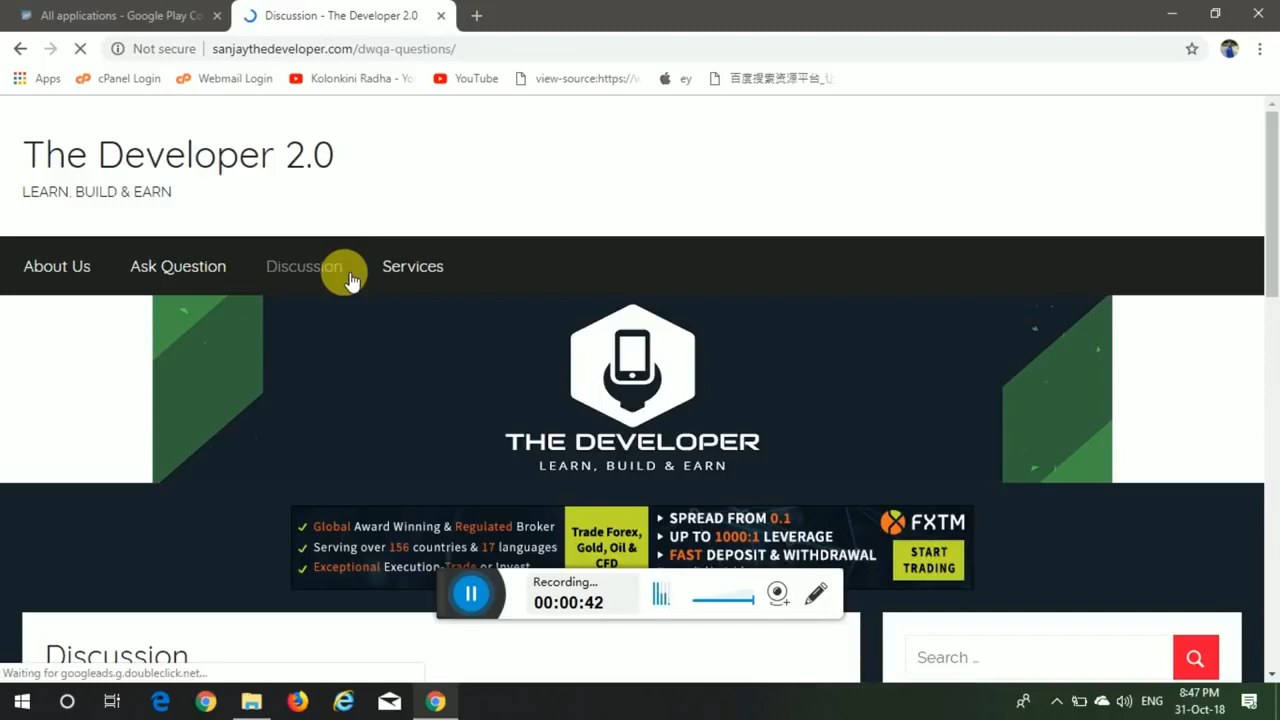 All applications - Google Play Co
Discussion - The Developer 2.0
Not secure
sanjaythedeveloper.com/dwqa-questions/
Apps
cPanel Login
Webmail Login
Kolonkini Radha - Yo
YouTube
view-source:https://
ey
百度搜索资源平台_
The Developer 2.0
LEARN, BUILD & EARN
About Us
Ask Question
Discussion
Services
THE DEVELOPER
LEARN, BUILD & EARN
✓ Global Award Winning & Regulated Broker
✓ Serving over 156 countries & 17 languages
✓ Exceptional Execution-Trade or Invest
Trade Forex,
Gold, Oil &
CFD
SPREAD FROM 0.1
UP TO 1000:1 LEVERAGE
FAST DEPOSIT & WITHDRAWAL
FXTM
START
TRADING
Recording...
00:00:42
Discussion
Search …
Waiting for googleads.g.doubleclick.net...
ENG
8:47 PM
31-Oct-18